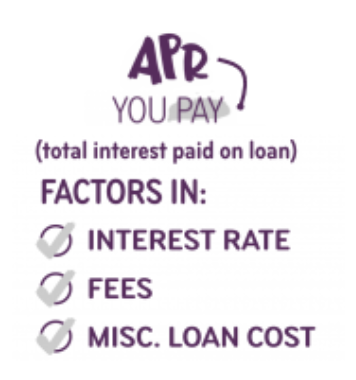 APR
YOU PAY
(total interest paid on loan)
FACTORS IN:
INTEREST RATE
FEES
MISC. LOAN COST